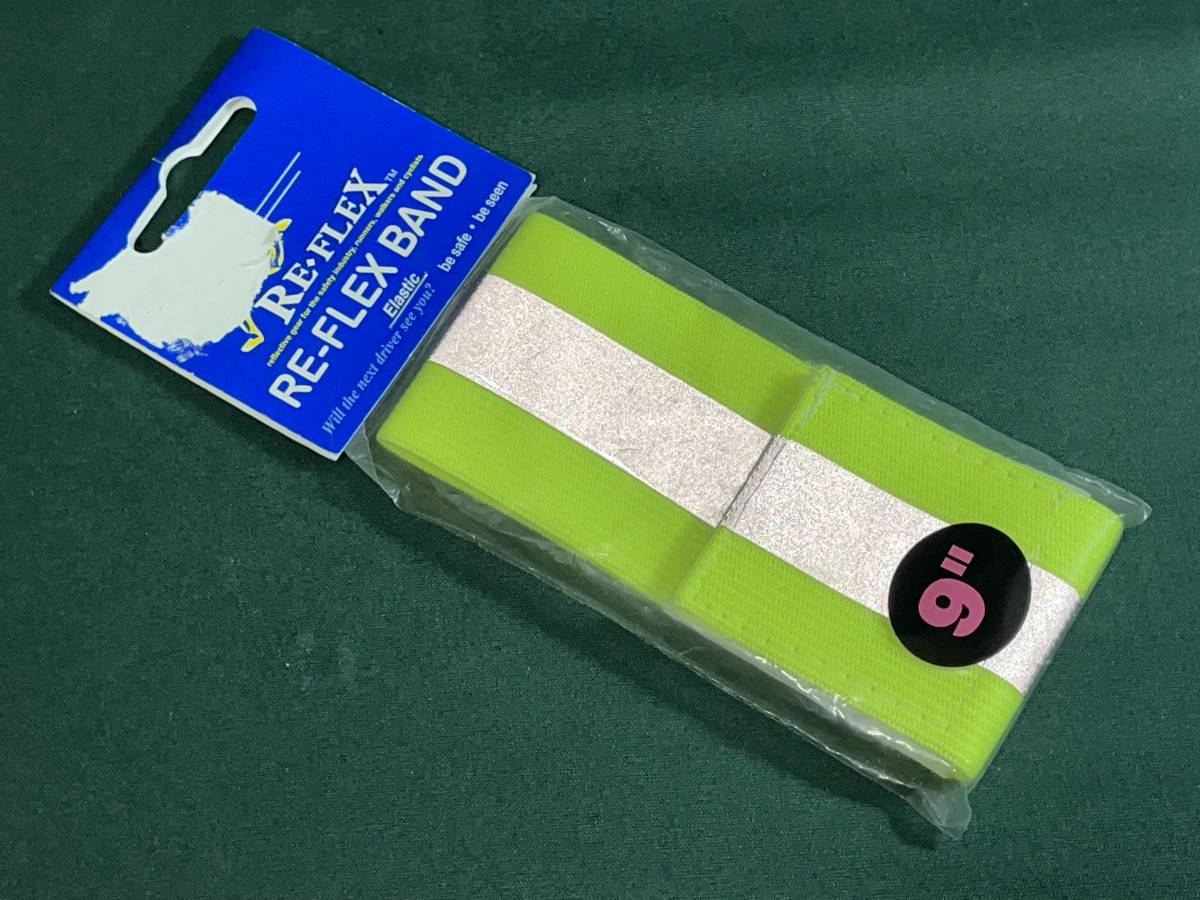 RE·FLEX™
reflective gear for the safety industry, runners, walkers and cyclists
RE-FLEX BAND
Elastic
be safe • be seen
Will the next driver see you?
9"